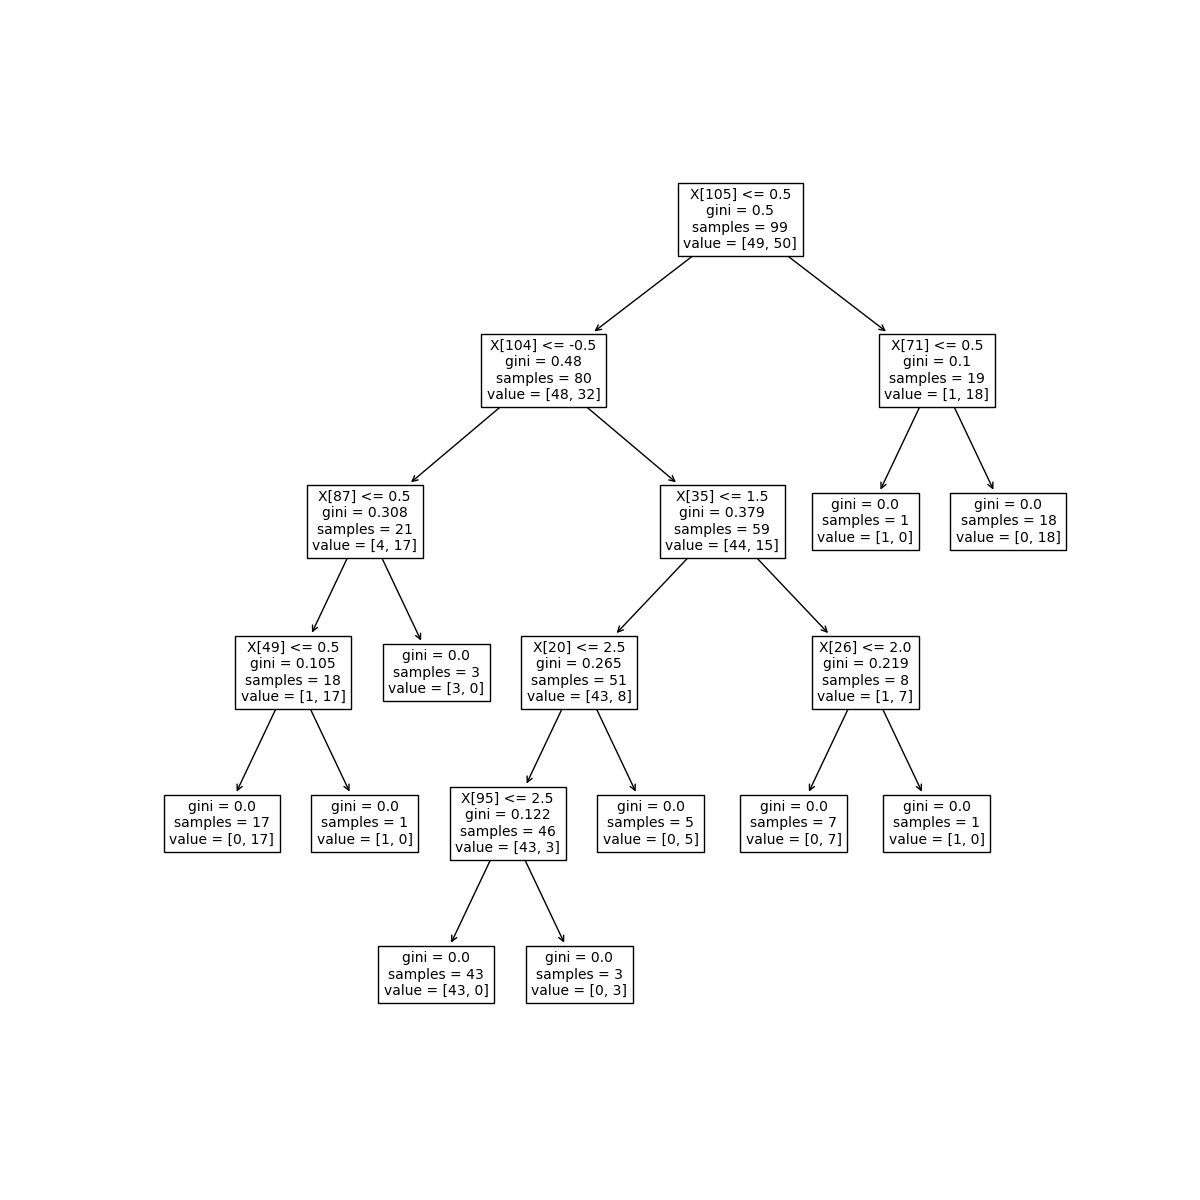 X[105] <= 0.5
gini = 0.5
samples = 99
value = [49, 50]
X[104] <= -0.5
gini = 0.48
samples = 80
value = [48, 32]
X[71] <= 0.5
gini = 0.1
samples = 19
value = [1, 18]
X[87] <= 0.5
gini = 0.308
samples = 21
value = [4, 17]
X[35] <= 1.5
gini = 0.379
samples = 59
value = [44, 15]
gini = 0.0
samples = 1
value = [1, 0]
gini = 0.0
samples = 18
value = [0, 18]
X[49] <= 0.5
gini = 0.105
samples = 18
value = [1, 17]
gini = 0.0
samples = 3
value = [3, 0]
X[20] <= 2.5
gini = 0.265
samples = 51
value = [43, 8]
X[26] <= 2.0
gini = 0.219
samples = 8
value = [1, 7]
gini = 0.0
samples = 17
value = [0, 17]
gini = 0.0
samples = 1
value = [1, 0]
X[95] <= 2.5
gini = 0.122
samples = 46
value = [43, 3]
gini = 0.0
samples = 5
value = [0, 5]
gini = 0.0
samples = 7
value = [0, 7]
gini = 0.0
samples = 1
value = [1, 0]
gini = 0.0
samples = 43
value = [43, 0]
gini = 0.0
samples = 3
value = [0, 3]